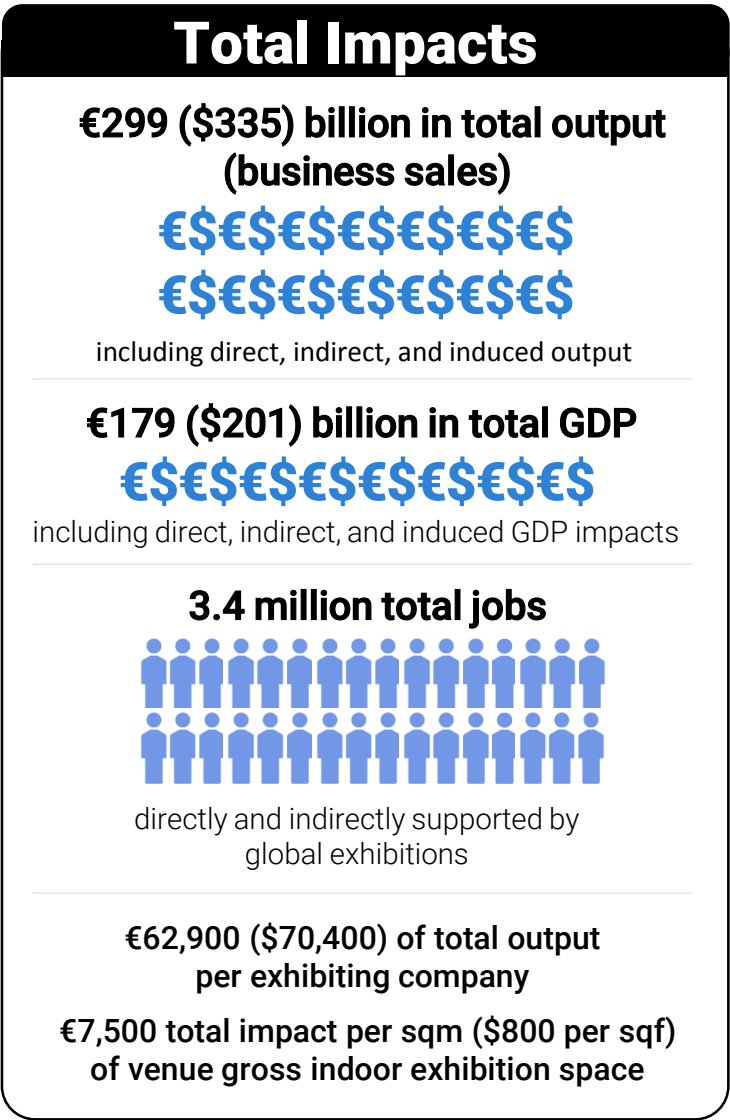 Total Impacts
€299 ($335) billion in total output
(business sales)
€$€$€$€$€$€$€$
€$€$€$€$€$€$€$
including direct, indirect, and induced output
€179 ($201) billion in total GDP
€$€$€$€$€$€$€$€$
including direct, indirect, and induced GDP impacts
3.4 million total jobs
directly and indirectly supported by
global exhibitions
€62,900 ($70,400) of total output
per exhibiting company
€7,500 total impact per sqm ($800 per sqf)
of venue gross indoor exhibition space